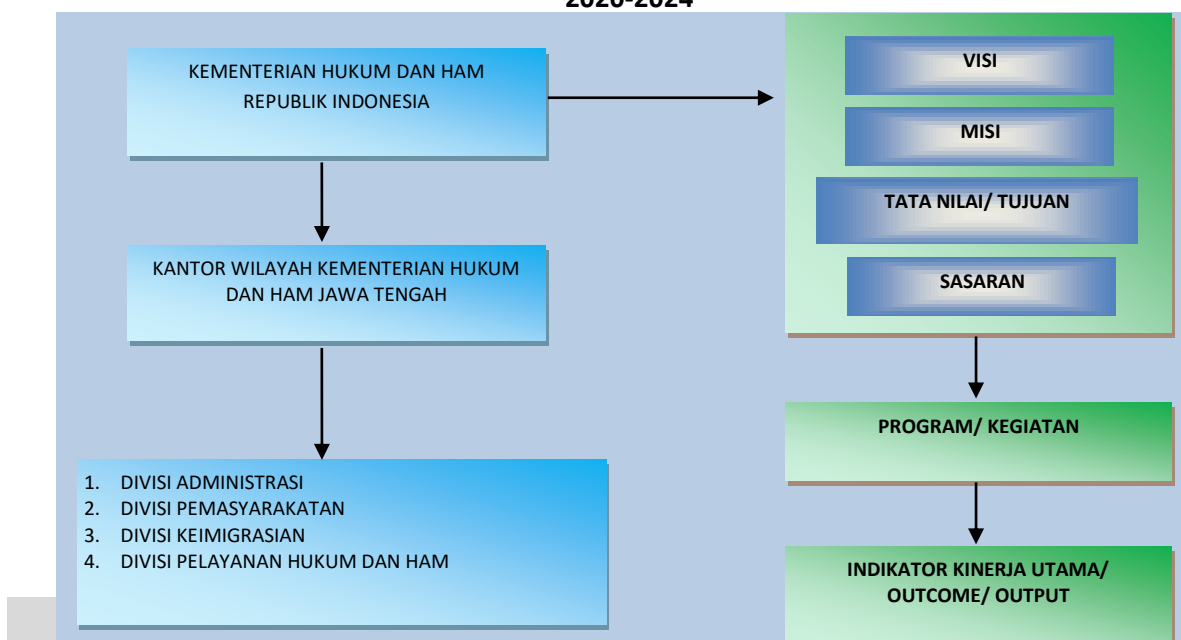 2020-2024
KEMENTERIAN HUKUM DAN HAM
REPUBLIK INDONESIA
KANTOR WILAYAH KEMENTERIAN HUKUM
DAN HAM JAWA TENGAH
1. DIVISI ADMINISTRASI
2. DIVISI PEMASYARAKATAN
3. DIVISI KEIMIGRASIAN
4. DIVISI PELAYANAN HUKUM DAN HAM
VISI
MISI
TATA NILAI/ TUJUAN
SASARAN
PROGRAM/ KEGIATAN
INDIKATOR KINERJA UTAMA/
OUTCOME/ OUTPUT